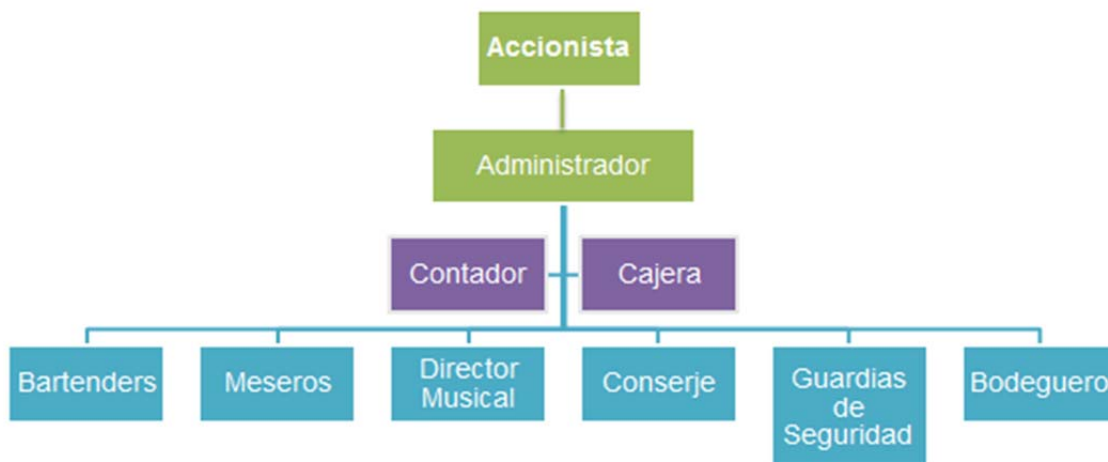 Accionista
Administrador
Contador
Cajera
Bartenders
Meseros
Director
Musical
Conserje
Guardias
de
Seguridad
Bodeguero